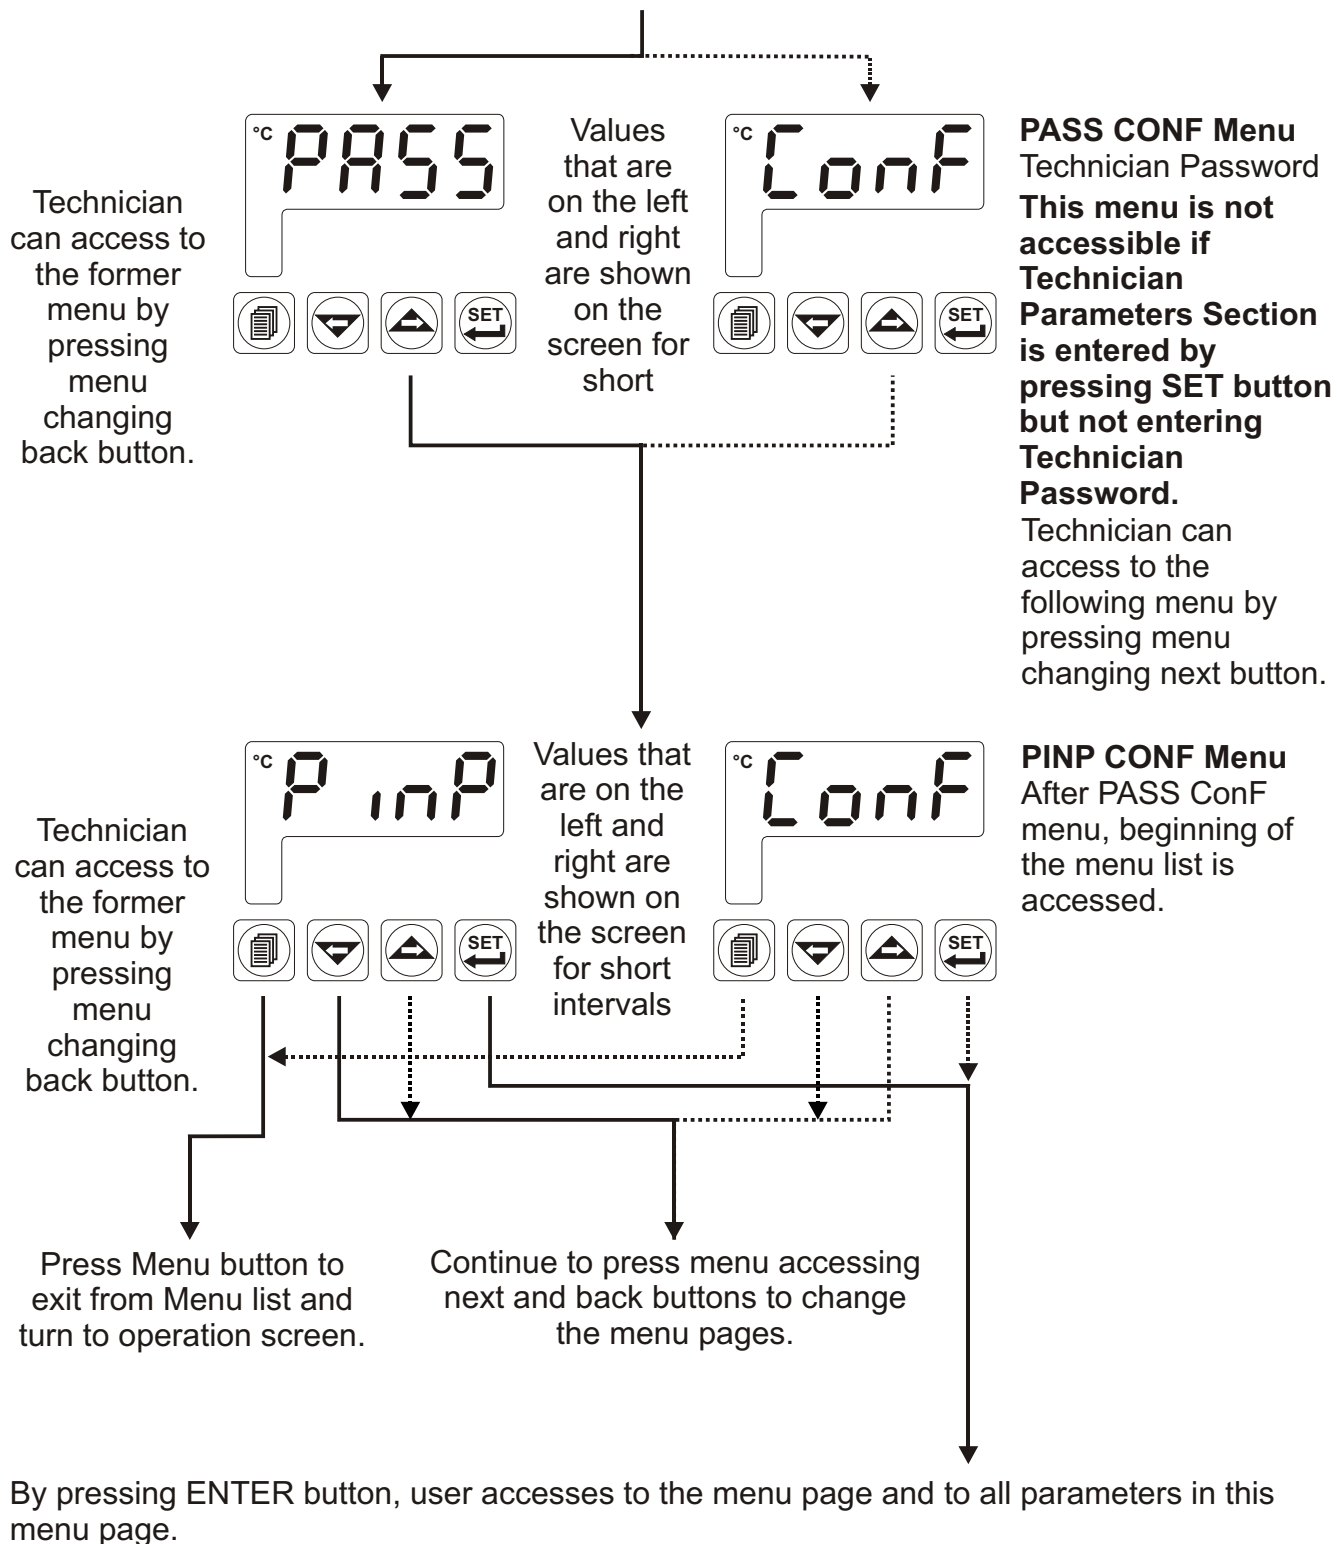 °C PASS
Technician
can access to
the former
menu by
pressing
menu
changing
back button.
SET
Values
that are
on the left
and right
are shown
on the
screen for
short
°C ConF
SET
PASS CONF Menu
Technician Password
This menu is not
accessible if
Technician
Parameters Section
is entered by
pressing SET button
but not entering
Technician
Password.
Technician can
access to the
following menu by
pressing menu
changing next button.
°C PinP
Technician
can access to
the former
menu by
pressing
menu
changing
back button.
SET
Values that
are on the
left and
right are
shown on
the screen
for short
intervals
°C ConF
SET
PINP CONF Menu
After PASS ConF
menu, beginning of
the menu list is
accessed.
Press Menu button to
exit from Menu list and
turn to operation screen.
Continue to press menu accessing
next and back buttons to change
the menu pages.
By pressing ENTER button, user accesses to the menu page and to all parameters in this
menu page.